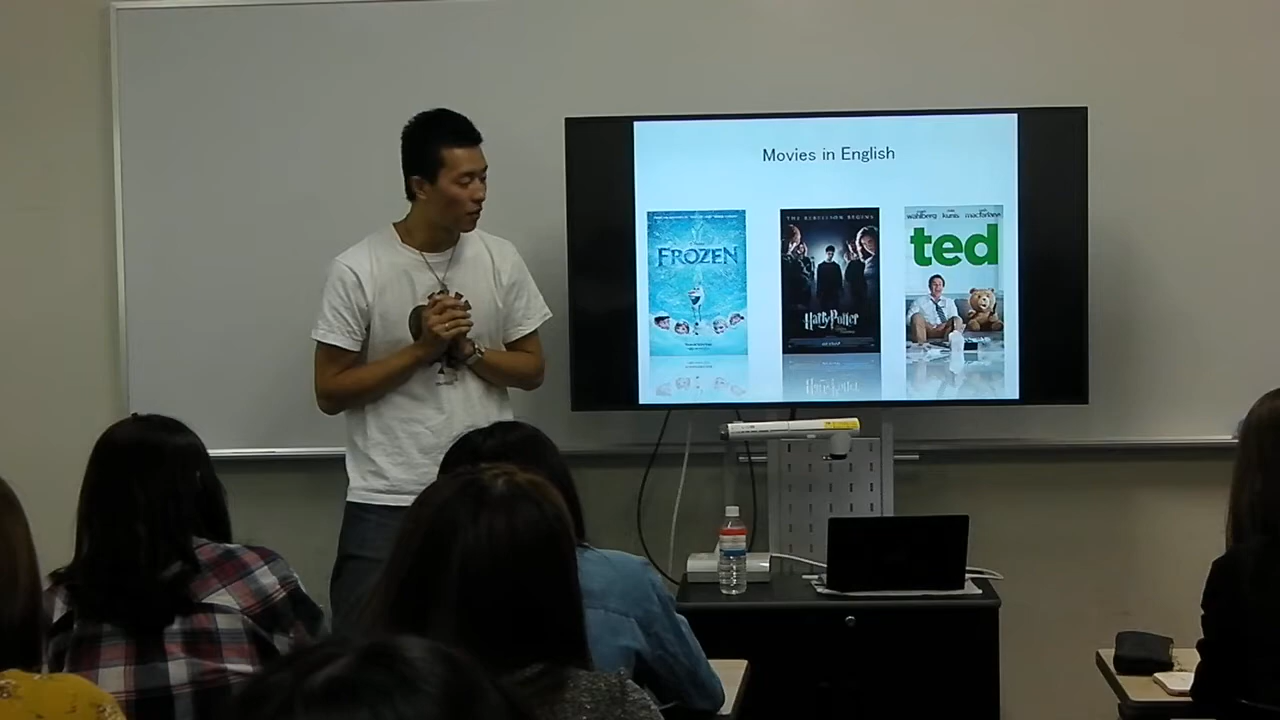 Movies in English
FROZEN
THE REBELLION BEGINS
Harry Potter
wahlberg kunis macfarlane
ted